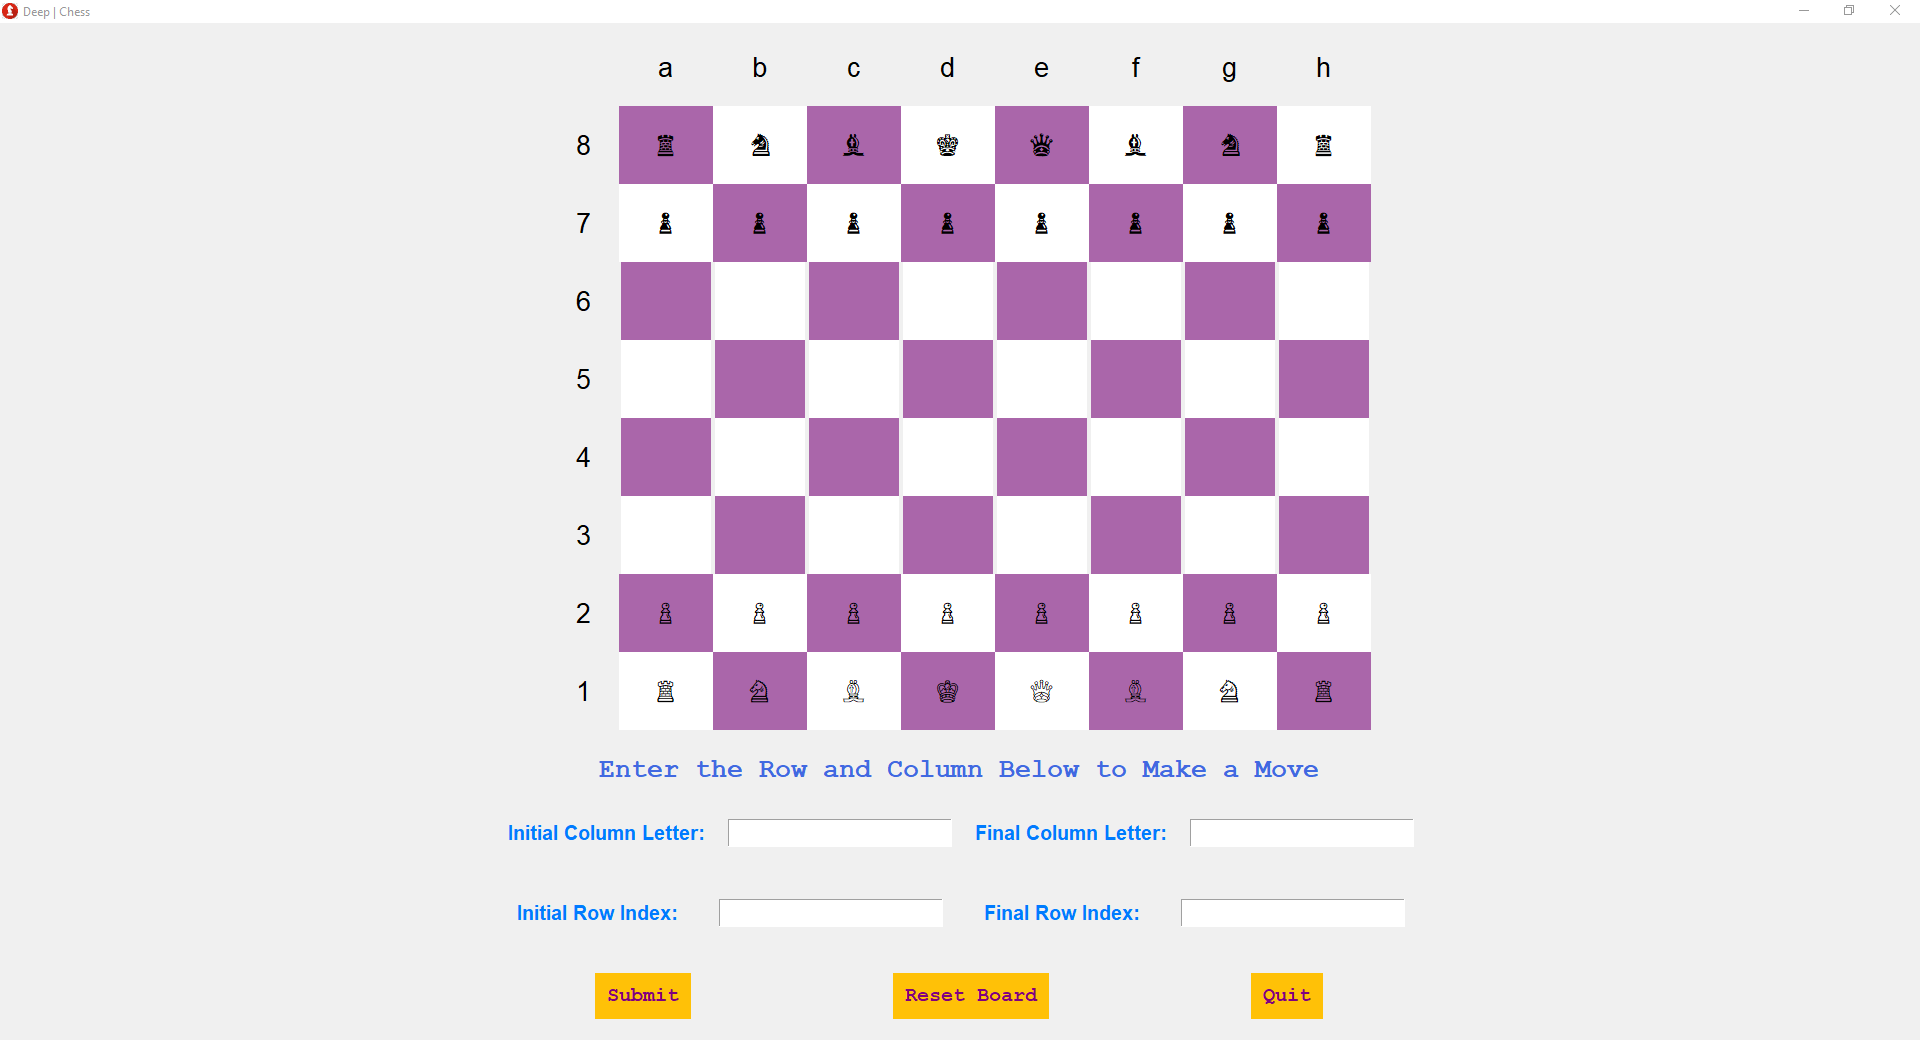 Deep | Chess
a b c d e f g h
8
7
6
5
4
3
2
1
Enter the Row and Column Below to Make a Move
Initial Column Letter: Final Column Letter:
Initial Row Index: Final Row Index:
Submit Reset Board Quit